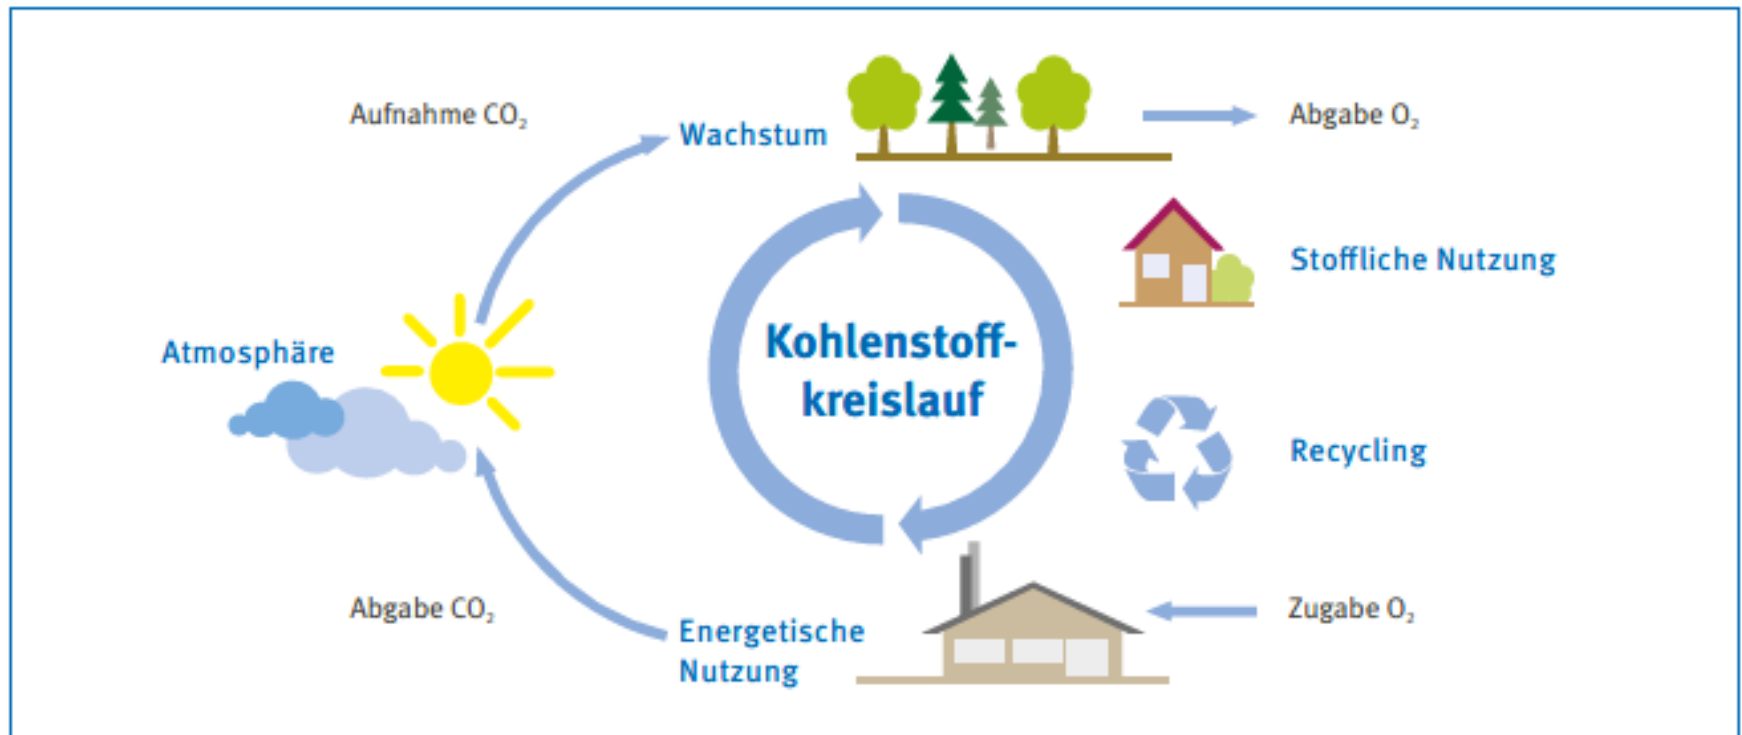 Aufnahme CO₂
Wachstum
Abgabe O₂
Stoffliche Nutzung
Atmosphäre
Kohlenstoff-
kreislauf
Recycling
Abgabe CO₂
Energetische
Nutzung
Zugabe O₂